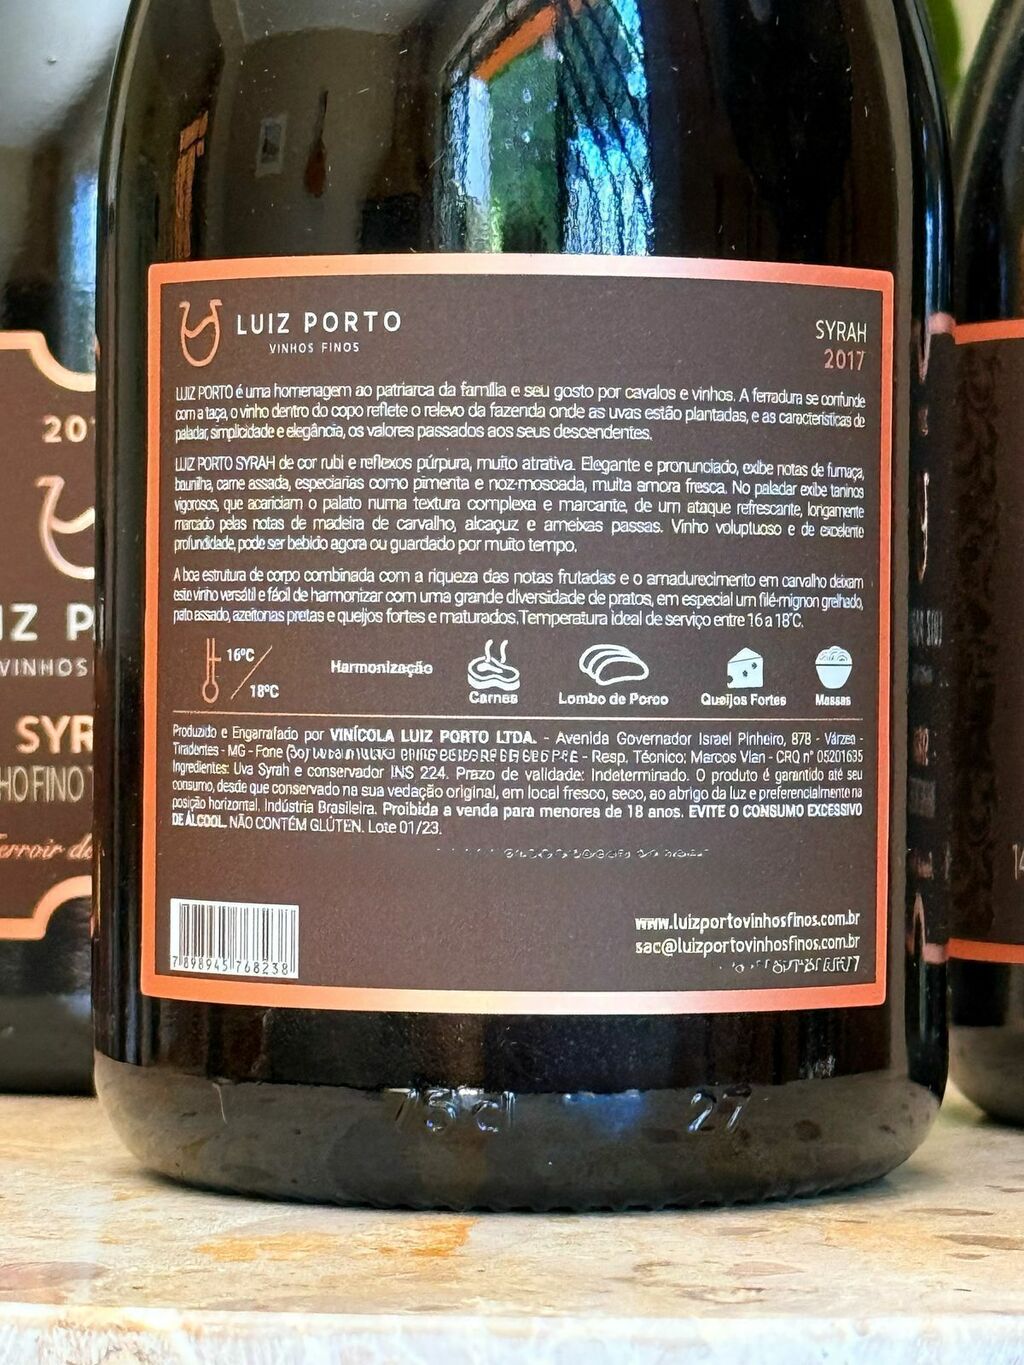 LUIZ PORTO
VINHOS FINOS
SYRAH
2017
LUIZ PORTO é uma homenagem ao patriarca da família e seu gosto por cavalos e vinhos. A ferradura se confunde
com a taça, o vinho dentro do copo reflete o relevo da fazenda onde as uvas estão plantadas, e as características de
paladar, simplicidade e elegância, os valores passados aos seus descendentes.
LUIZ PORTO SYRAH de cor rubi e reflexos púrpura, muito atrativa. Elegante e pronunciado, exibe notas de fumaça,
baunilha, carne assada, especiarias como pimenta e noz-moscada, muita amora fresca. No paladar exibe taninos
vigorosos, que acariciam o palato numa textura complexa e marcante, de um ataque refrescante, longamente
marcado pelas notas de madeira de carvalho, alcaçuz e ameixas passas. Vinho voluptuoso e de excelente
profundidade, pode ser bebido agora ou guardado por muito tempo.
A boa estrutura de corpo combinada com a riqueza das notas frutadas e o amadurecimento em carvalho deixam
este vinho versátil e fácil de harmonizar com uma grande diversidade de pratos, em especial um filé-mignon grelhado,
pato assado, azeitonas pretas e queijos fortes e maturados. Temperatura ideal de serviço entre 16 a 18°C.
16ºC
18ºC
Harmonização
Carnes
Lombo de Porco
Queijos Fortes
Massas
Produzido e Engarrafado por VINÍCOLA LUIZ PORTO LTDA. - Avenida Governador Israel Pinheiro, 878 - Várzea -
Tiradentes - MG - Fone - Resp. Técnico: Marcos Vian - CRQ nº 05201635
Ingredientes: Uva Syrah e conservador INS 224. Prazo de validade: Indeterminado. O produto é garantido até seu
consumo, desde que conservado na sua vedação original, em local fresco, seco, ao abrigo da luz e preferencialmente na
posição horizontal. Indústria Brasileira. Proibida a venda para menores de 18 anos. EVITE O CONSUMO EXCESSIVO
DE ÁLCOOL. NÃO CONTÉM GLÚTEN. Lote 01/23.
www.luizportovinhosfinos.com.br
sac@luizportovinhosfinos.com.br
7 898945 768238
75 cl 27
201
IZ P
VINHOS
SYR
HO FINO
Terroir de
14